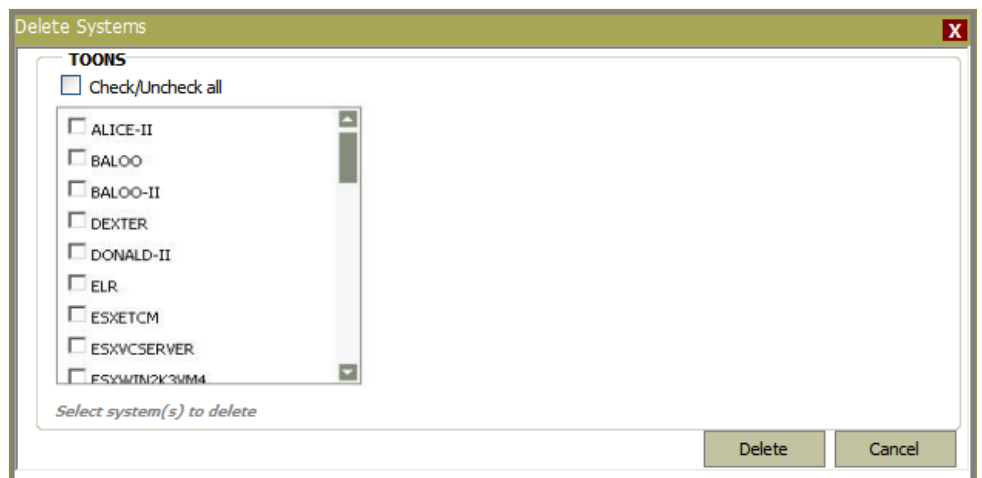 Delete Systems
X
TOONS
Check/Uncheck all
ALICE-II
BALOO
BALOO-II
DEXTER
DONALD-II
ELR
ESXETCM
ESXVCSERVER
ESXWIN2K3VM4
Select system(s) to delete
Delete Cancel